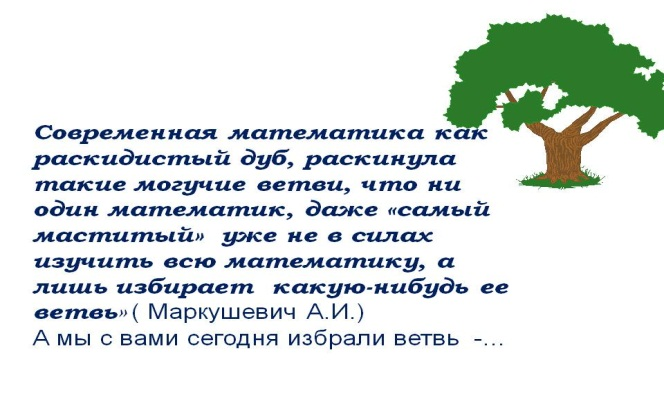 Современная математика как
раскидистый дуб, раскинула
такие могучие ветви, что ни
один математик, даже «самый
маститый»  уже не в силах
изучить всю математику, а
лишь избирает  какую-нибудь ее
ветвь» ( Маркушевич А.И.)
А мы с вами сегодня избрали ветвь  -...